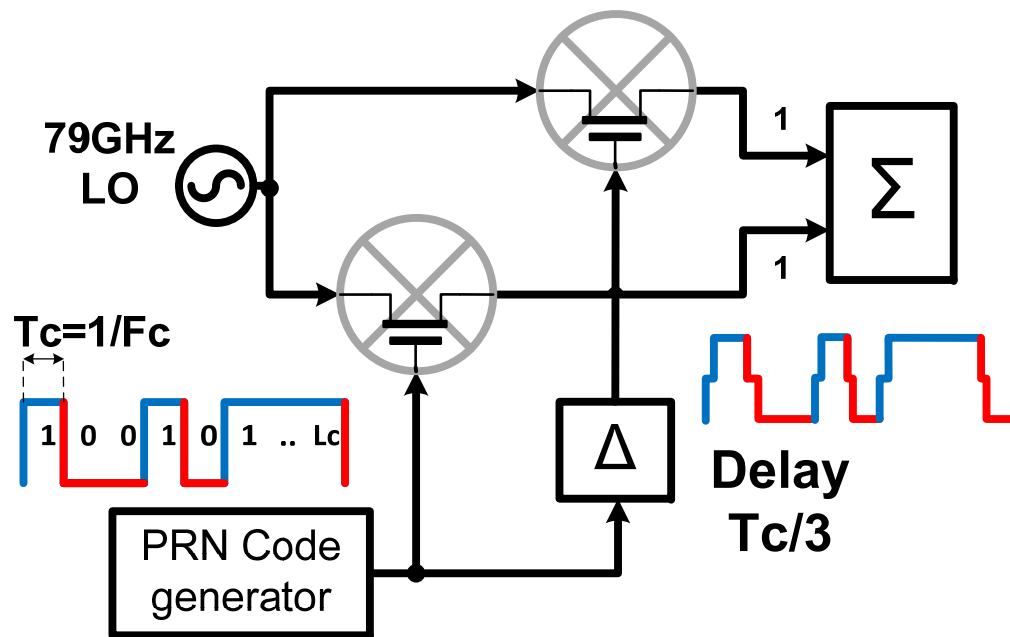 79GHz
LO
1
Σ
1
Tc=1/Fc
1 0 0 1 0 1 .. Lc
Δ
Delay
Tc/3
PRN Code
generator